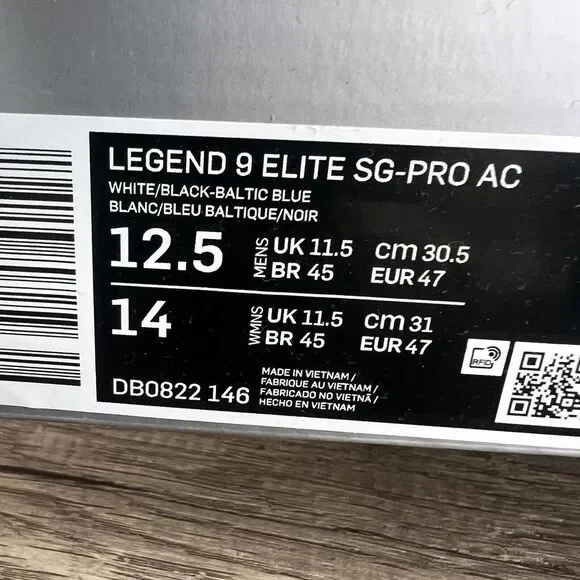 LEGEND 9 ELITE SG-PRO AC
WHITE/BLACK-BALTIC BLUE
BLANC/BLEU BALTIQUE/NOIR
12.5 MENS UK 11.5 cm 30.5
BR 45 EUR 47
14 WMNS UK 11.5 cm 31
BR 45 EUR 47
DB0822 146
MADE IN VIETNAM /
FABRIQUE AU VIETNAM /
FABRICADO NO VIETNÃ /
HECHO EN VIETNAM
RFID